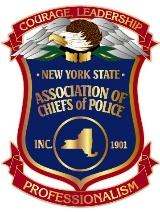 COURAGE, LEADERSHIP
• NEW YORK STATE •
ASSOCIATION OF
CHIEFS OF POLICE
INC. 1901
PROFESSIONALISM